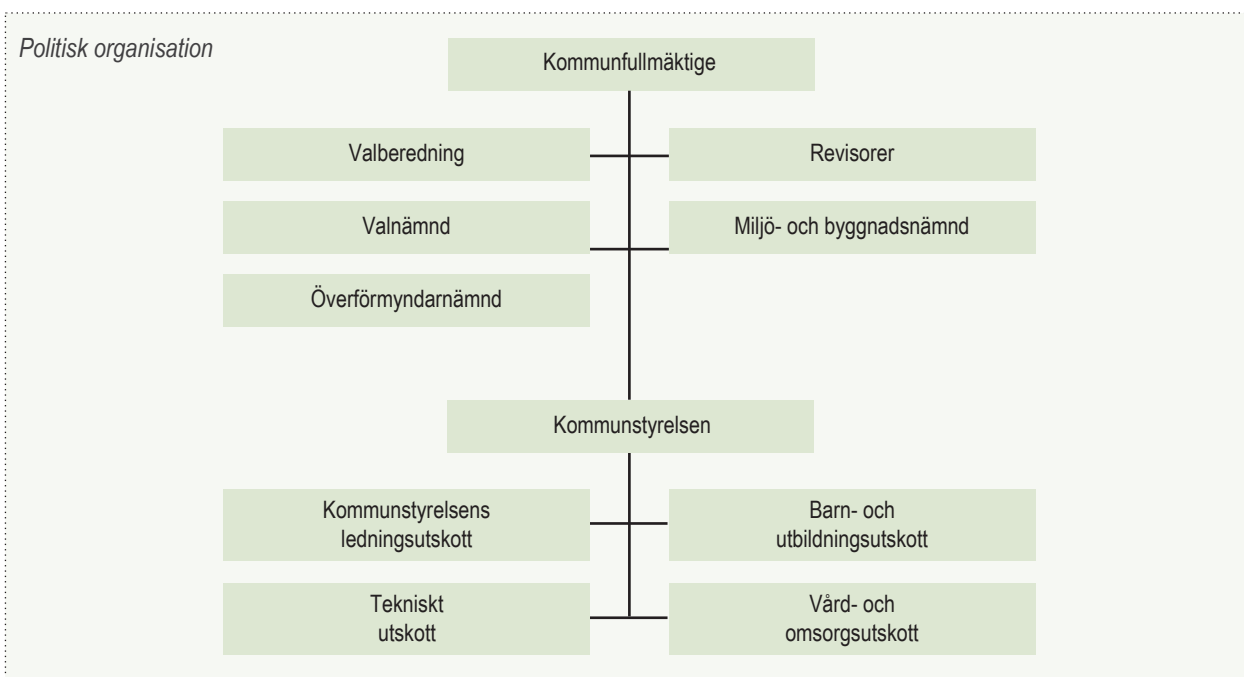 Politisk organisation
Kommunfullmäktige
Valberedning
Revisorer
Valnämnd
Miljö- och byggnadsnämnd
Överförmyndarnämnd
Kommunstyrelsen
Kommunstyrelsens
ledningsutskott
Barn- och
utbildningsutskott
Tekniskt
utskott
Vård- och
omsorgsutskott